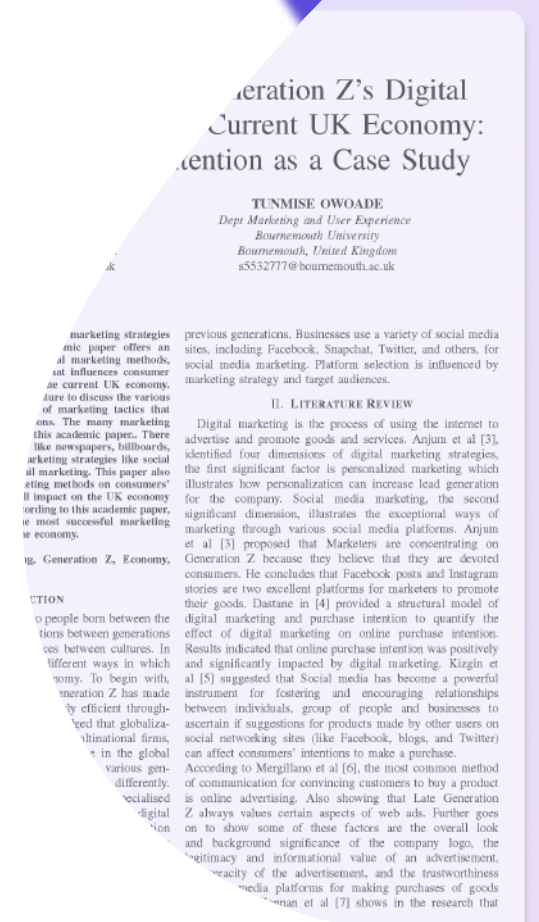 neration Z's Digital
Current UK Economy:
tention as a Case Study
TUNMISE OWOADE
Dept Marketing and User Experience
Bournemouth University
Bournemouth, United Kingdom
s5532777@bournemouth.ac.uk
marketing strategies
mic paper offers an
al marketing methods,
at influences consumer
he current UK economy.
ture to discuss the various
of marketing tactics that
ons. The many marketing
this academic paper.. There
like newspapers, billboards,
arketing strategies like social
il marketing. This paper also
eting methods on consumers'
l impact on the UK economy
ording to this academic paper,
e most successful marketing
e economy.
g, Generation Z, Economy,
CTION
o people born between the
tions between generations
ces between cultures. In
different ways in which
nomy. To begin with,
eneration Z has made
ly efficient through-
ged that globaliza-
ultinational firms,
e in the global
various gen-
differently.
ecialised
digital
tion
previous generations. Businesses use a variety of social media
sites, including Facebook, Snapchat, Twitter, and others, for
social media marketing. Platform selection is influenced by
marketing strategy and target audiences.
II. LITERATURE REVIEW
Digital marketing is the process of using the internet to
advertise and promote goods and services. Anjum et al [3],
identified four dimensions of digital marketing strategies,
the first significant factor is personalized marketing which
illustrates how personalization can increase lead generation
for the company. Social media marketing, the second
significant dimension, illustrates the exceptional ways of
marketing through various social media platforms. Anjum
et al [3] proposed that Marketers are concentrating on
Generation Z because they believe that they are devoted
consumers. He concludes that Facebook posts and Instagram
stories are two excellent platforms for marketers to promote
their goods. Dastane in [4] provided a structural model of
digital marketing and purchase intention to quantify the
effect of digital marketing on online purchase intention.
Results indicated that online purchase intention was positively
and significantly impacted by digital marketing. Kizgin et
al [5] suggested that Social media has become a powerful
instrument for fostering and encouraging relationships
between individuals, group of people and businesses to
ascertain if suggestions for products made by other users on
social networking sites (like Facebook, blogs, and Twitter)
can affect consumers' intentions to make a purchase.
According to Mergillano et al [6], the most common method
of communication for convincing customers to buy a product
is online advertising. Also showing that Late Generation
Z always values certain aspects of web ads. Further goes
on to show some of these factors are the overall look
and background significance of the company logo, the
legitimacy and informational value of an advertisement,
veracity of the advertisement, and the trustworthiness
media platforms for making purchases of goods
nnan et al [7] shows in the research that